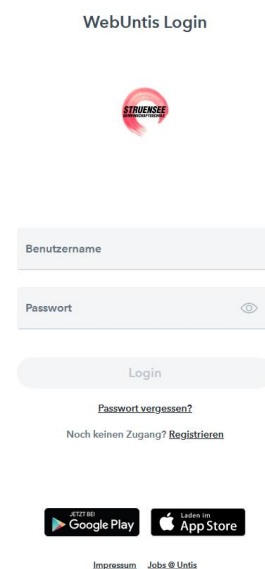 WebUntis Login
STRUENSEE
GEMEINSCHAFTSSCHULE
Benutzername
Passwort
Login
Passwort vergessen?
Noch keinen Zugang? Registrieren
JETZT BEI
Google Play
Laden im
App Store
Impressum Jobs @ Untis